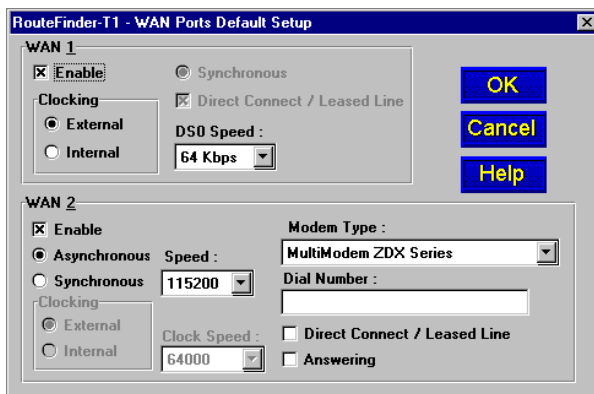 RouteFinder-T1 - WAN Ports Default Setup
WAN 1
Enable
Synchronous
Direct Connect / Leased Line
Clocking
External
Internal
DS0 Speed :
64 Kbps
OK
Cancel
Help
WAN 2
Enable
Asynchronous
Synchronous
Speed :
115200
Clocking
External
Internal
Clock Speed :
64000
Modem Type :
MultiModem ZDX Series
Dial Number :
Direct Connect / Leased Line
Answering